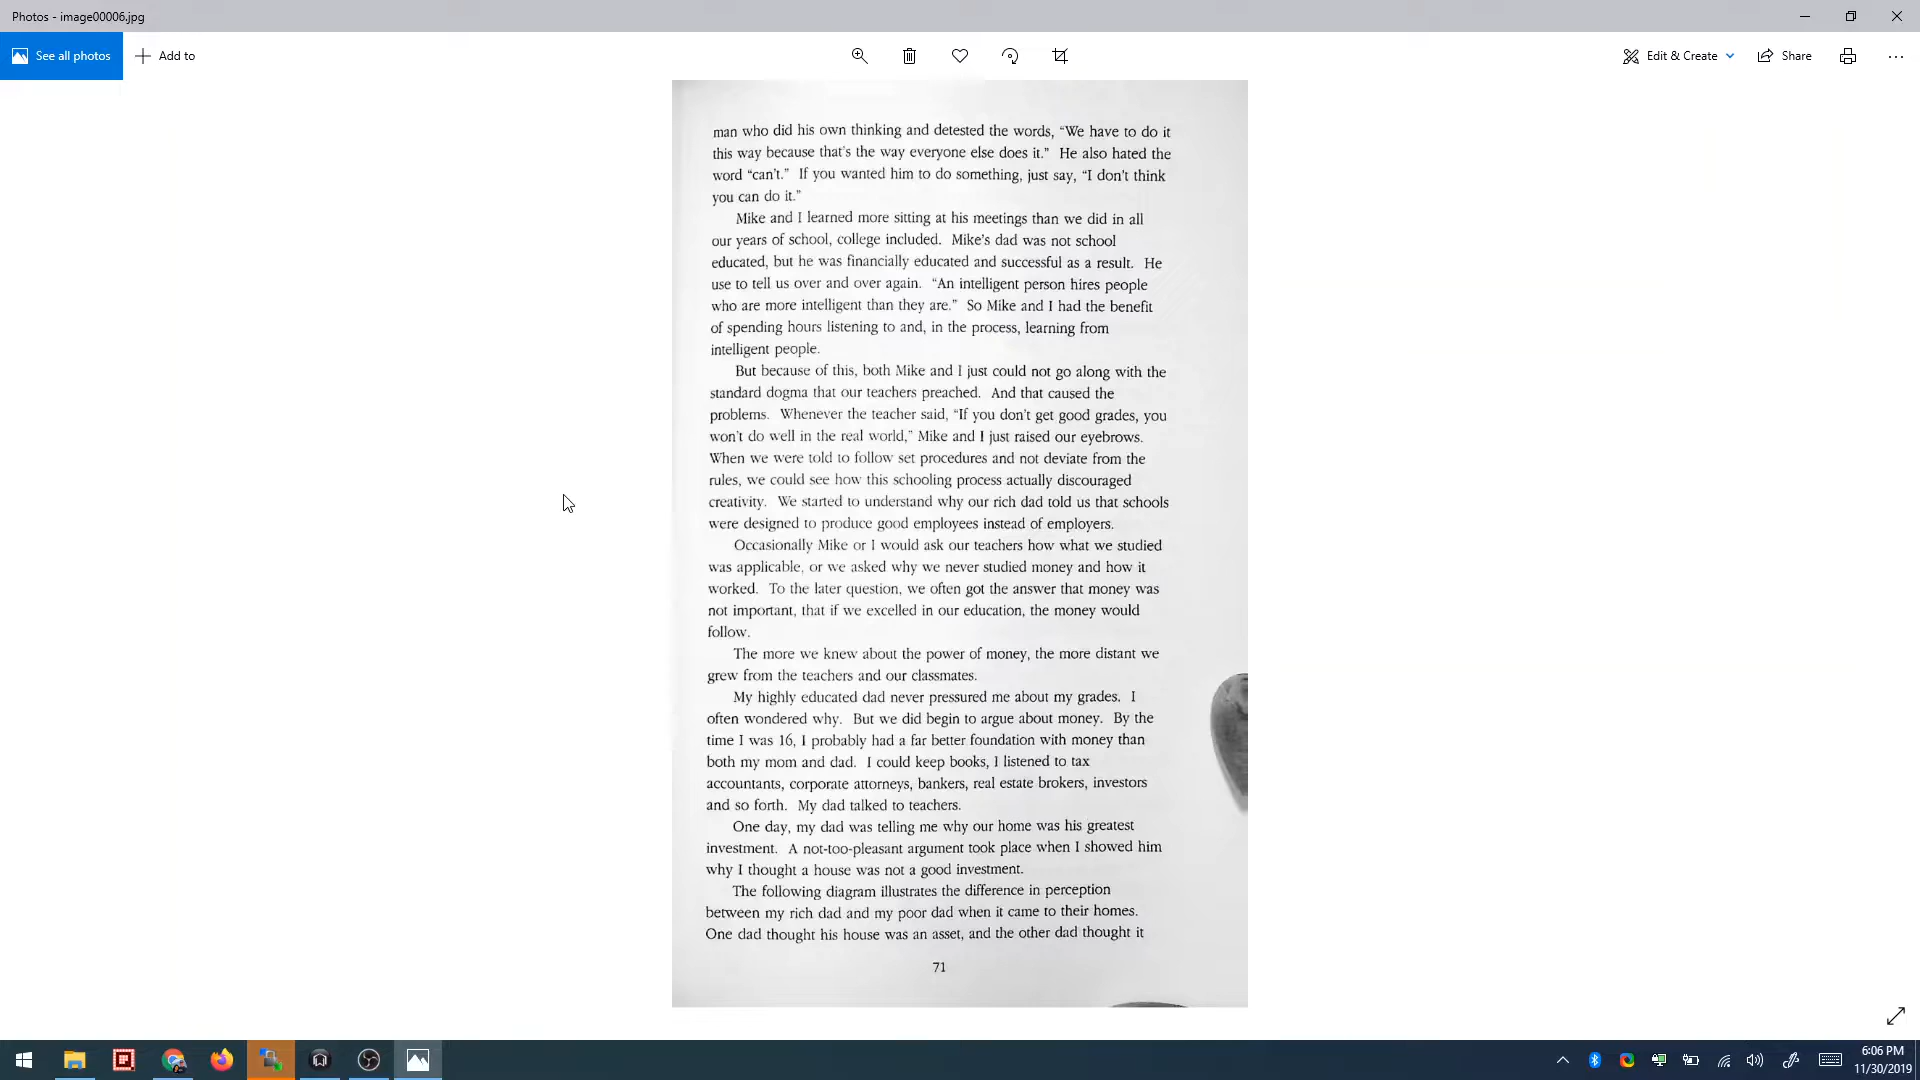 Photos - image00006.jpg
See all photos
Add to
Edit & Create
Share
man who did his own thinking and detested the words, “We have to do it
this way because that's the way everyone else does it.” He also hated the
word “can't.” If you wanted him to do something, just say, “I don't think
you can do it.”
Mike and I learned more sitting at his meetings than we did in all
our years of school, college included. Mike's dad was not school
educated, but he was financially educated and successful as a result. He
use to tell us over and over again. “An intelligent person hires people
who are more intelligent than they are.” So Mike and I had the benefit
of spending hours listening to and, in the process, learning from
intelligent people.
But because of this, both Mike and I just could not go along with the
standard dogma that our teachers preached. And that caused the
problems. Whenever the teacher said, “If you don't get good grades, you
won't do well in the real world,” Mike and I just raised our eyebrows.
When we were told to follow set procedures and not deviate from the
rules, we could see how this schooling process actually discouraged
creativity. We started to understand why our rich dad told us that schools
were designed to produce good employees instead of employers.
Occasionally Mike or I would ask our teachers how what we studied
was applicable, or we asked why we never studied money and how it
worked. To the later question, we often got the answer that money was
not important, that if we excelled in our education, the money would
follow.
The more we knew about the power of money, the more distant we
grew from the teachers and our classmates.
My highly educated dad never pressured me about my grades. I
often wondered why. But we did begin to argue about money. By the
time I was 16, I probably had a far better foundation with money than
both my mom and dad. I could keep books, I listened to tax
accountants, corporate attorneys, bankers, real estate brokers, investors
and so forth. My dad talked to teachers.
One day, my dad was telling me why our home was his greatest
investment. A not-too-pleasant argument took place when I showed him
why I thought a house was not a good investment.
The following diagram illustrates the difference in perception
between my rich dad and my poor dad when it came to their homes.
One dad thought his house was an asset, and the other dad thought it
71
6:06 PM
11/30/2019